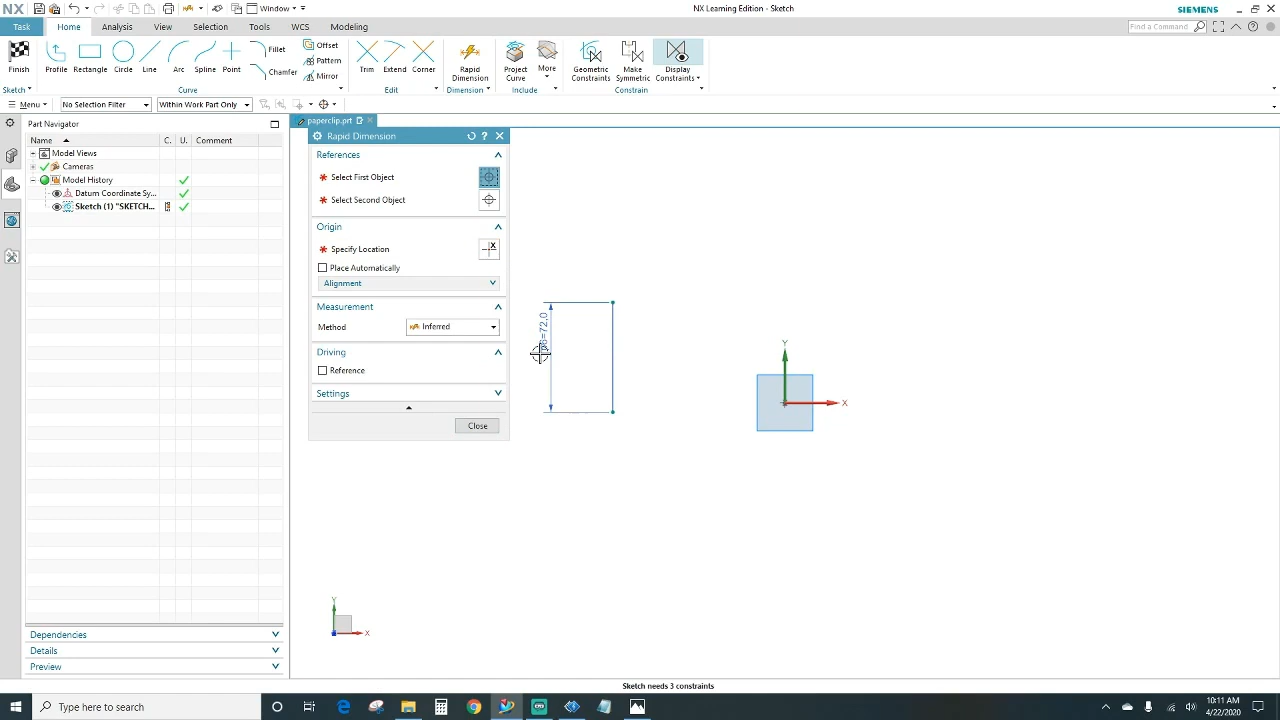 NX
Window
NX Learning Edition - Sketch
SIEMENS
Task
Home
Analysis
View
Selection
Tools
WCS
Modeling
Find a Command
Finish
Profile
Rectangle
Circle
Line
Arc
Spline
Point
Fillet
Chamfer
Offset
Pattern
Mirror
Trim
Extend
Corner
Rapid
Dimension
Project
Curve
More
Geometric
Constraints
Make
Symmetric
Display
Constraints
Sketch
Curve
Edit
Dimension
Include
Constrain
Menu
No Selection Filter
Within Work Part Only
Part Navigator
Name
C.
U.
Comment
Model Views
Cameras
Model History
Datum Coordinate Sy...
Sketch (1) "SKETCH...
Dependencies
Details
Preview
paperclip.prt
Rapid Dimension
References
Select First Object
Select Second Object
Origin
Specify Location
Place Automatically
Alignment
Measurement
Method
Inferred
Driving
Reference
Settings
Close
Y
X
Y
X
Sketch needs 3 constraints
Type here to search
10:11 AM
4/22/2020